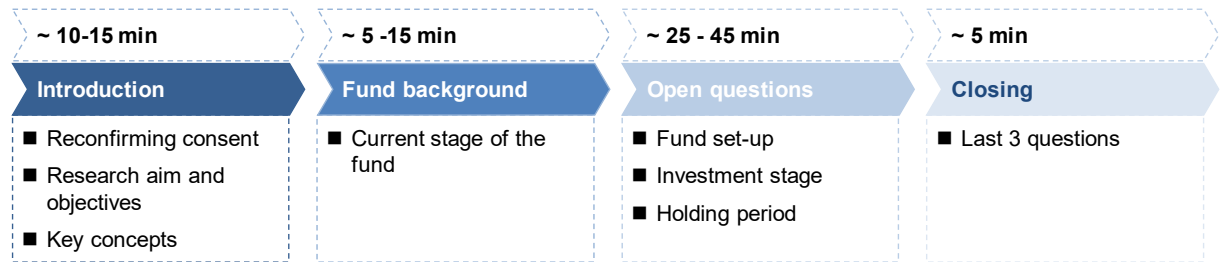 ~ 10-15 min
~ 5 -15 min
~ 25 - 45 min
~ 5 min
Introduction
Fund background
Open questions
Closing
■ Reconfirming consent
■ Research aim and
objectives
■ Key concepts
■ Current stage of the
fund
■ Fund set-up
■ Investment stage
■ Holding period
■ Last 3 questions